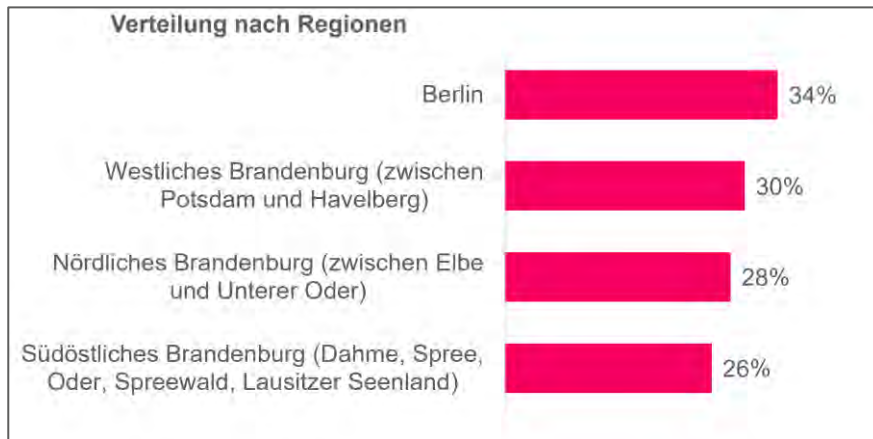 Verteilung nach Regionen
Berlin
34%
Westliches Brandenburg (zwischen
Potsdam und Havelberg)
30%
Nördliches Brandenburg (zwischen Elbe
und Unterer Oder)
28%
Südöstliches Brandenburg (Dahme, Spree,
Oder, Spreewald, Lausitzer Seenland)
26%